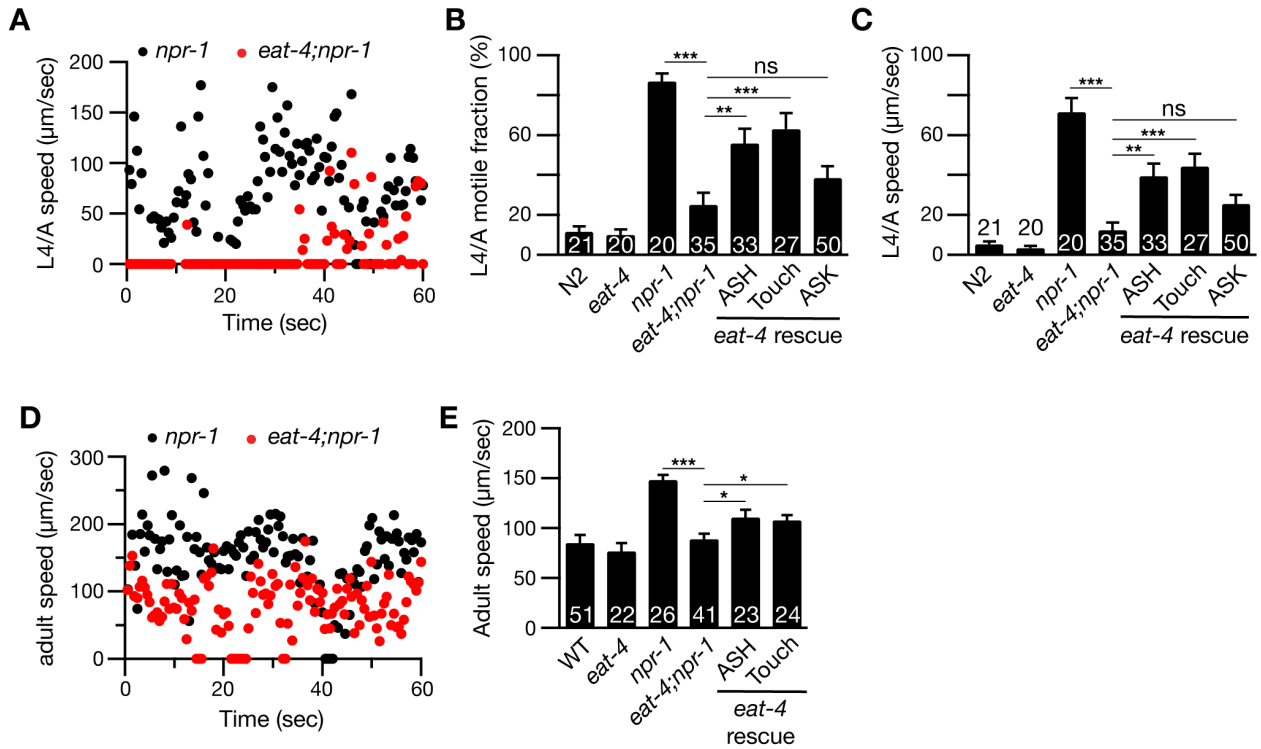 A
npr-1 eat-4;npr-1
L4/A speed (µm/sec)
200
150
100
50
0
0 20 40 60
Time (sec)
B
L4/A motile fraction (%)
100
60
20
0
*** ns
***
**
21 20 20 35 33 27 50
N2 eat-4 npr-1 eat-4;npr-1 ASH Touch ASK
eat-4 rescue
C
L4/A speed (µm/sec)
100
60
20
0
*** ns
***
**
21 20 20 35 33 27 50
N2 eat-4 npr-1 eat-4;npr-1 ASH Touch ASK
eat-4 rescue
D
npr-1 eat-4;npr-1
adult speed (µm/sec)
300
200
100
0
0 20 40 60
Time (sec)
E
Adult speed (µm/sec)
200
150
100
50
0
*** *
*
51 22 26 41 23 24
WT eat-4 npr-1 eat-4;npr-1 ASH Touch
eat-4
rescue